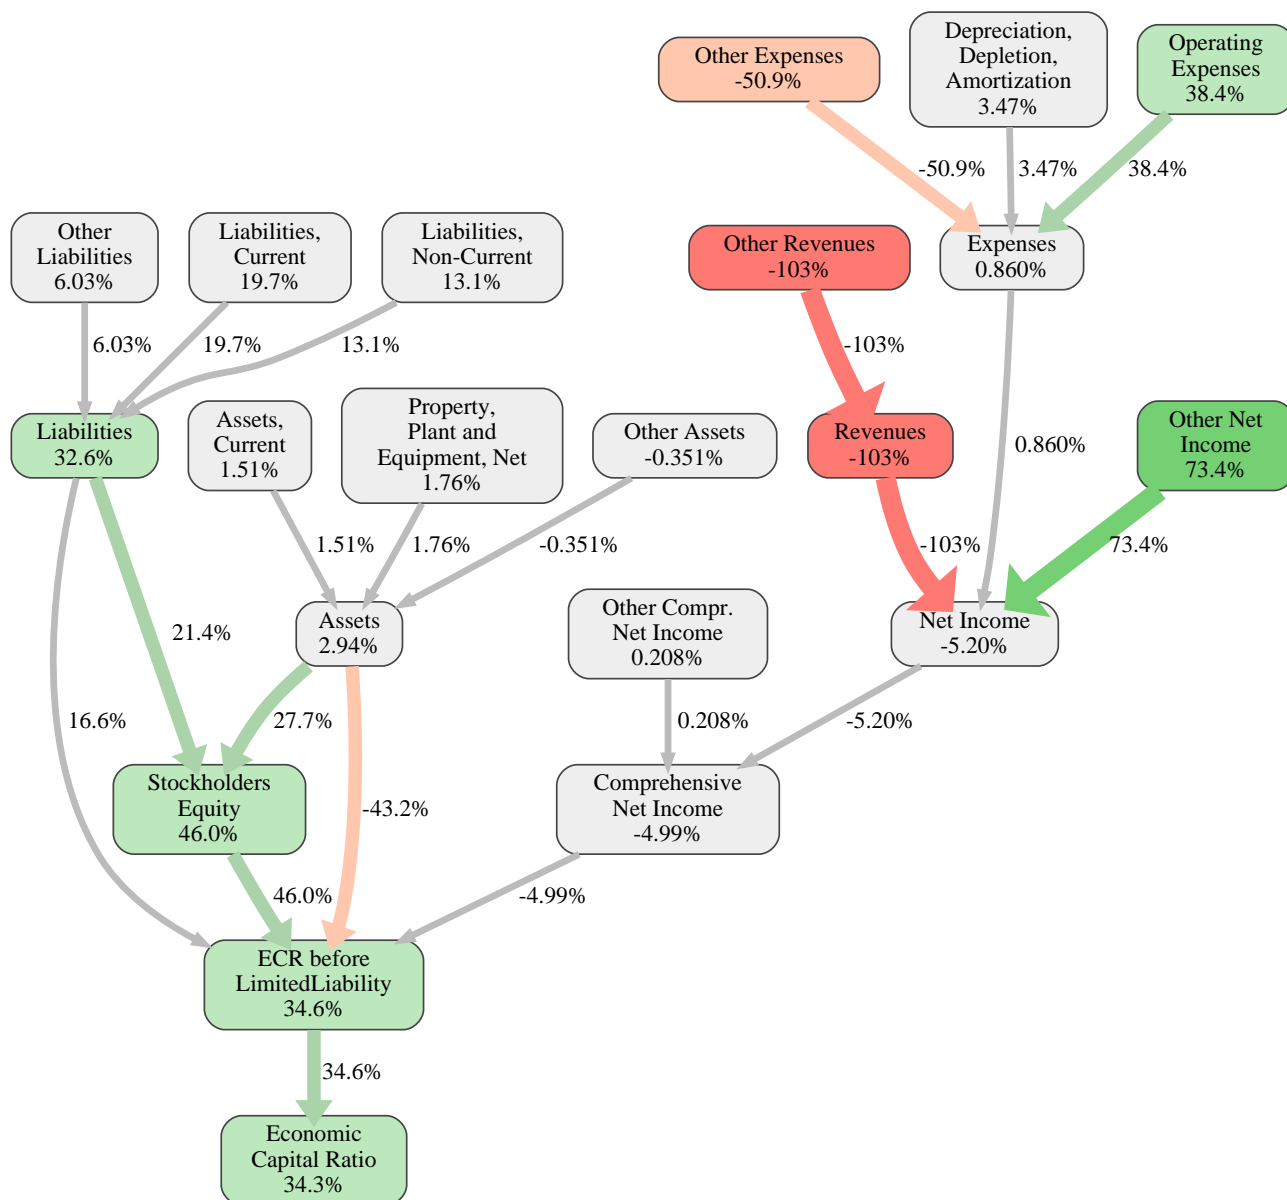 Other Expenses
-50.9%
Depreciation,
Depletion,
Amortization
3.47%
Operating
Expenses
38.4%
-50.9%
3.47%
38.4%
Other
Liabilities
6.03%
Liabilities,
Current
19.7%
Liabilities,
Non-Current
13.1%
Other Revenues
-103%
Expenses
0.860%
6.03%
19.7%
13.1%
-103%
Liabilities
32.6%
Assets,
Current
1.51%
Property,
Plant and
Equipment, Net
1.76%
Other Assets
-0.351%
Revenues
-103%
0.860%
Other Net
Income
73.4%
1.51%
1.76%
-0.351%
-103%
73.4%
21.4%
Assets
2.94%
Other Compr.
Net Income
0.208%
Net Income
-5.20%
16.6%
27.7%
0.208%
-5.20%
Stockholders
Equity
46.0%
-43.2%
Comprehensive
Net Income
-4.99%
46.0%
-4.99%
ECR before
LimitedLiability
34.6%
34.6%
Economic
Capital Ratio
34.3%